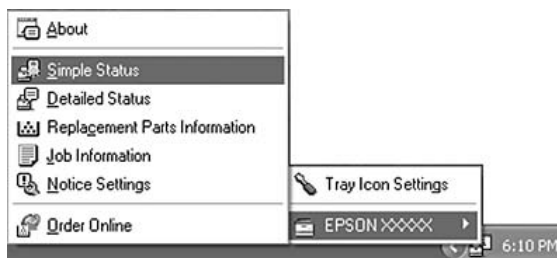 About
Simple Status
Detailed Status
Replacement Parts Information
Job Information
Notice Settings
Order Online
Tray Icon Settings
EPSON XXXXX
6:10 PM